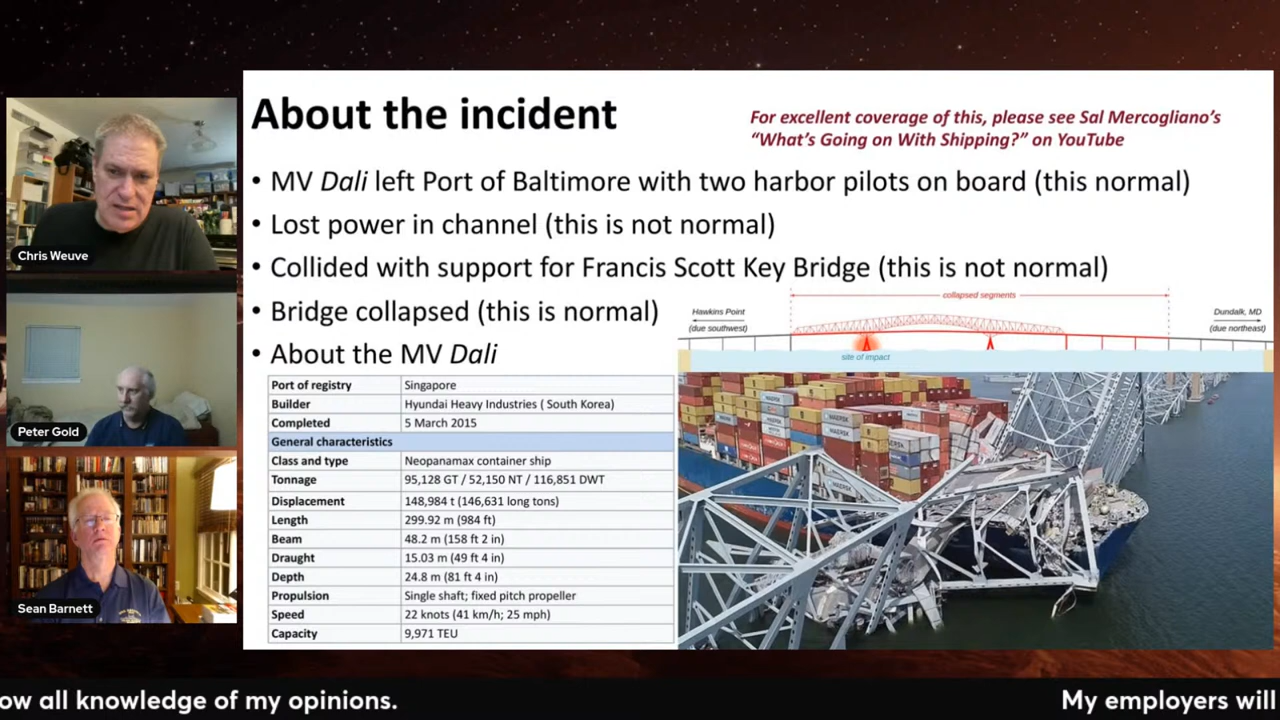 About the incident
For excellent coverage of this, please see Sal Mercogliano’s
“What’s Going on With Shipping?” on YouTube
• MV Dali left Port of Baltimore with two harbor pilots on board (this normal)
• Lost power in channel (this is not normal)
• Collided with support for Francis Scott Key Bridge (this is not normal)
• Bridge collapsed (this is normal)
• About the MV Dali
collapsed segments
Hawkins Point
(due southwest)
Dundalk, MD
(due northeast)
site of impact
Port of registry Singapore
Builder Hyundai Heavy Industries ( South Korea)
Completed 5 March 2015
General characteristics
Class and type Neopanamax container ship
Tonnage 95,128 GT / 52,150 NT / 116,851 DWT
Displacement 148,984 t (146,631 long tons)
Length 299.92 m (984 ft)
Beam 48.2 m (158 ft 2 in)
Draught 15.03 m (49 ft 4 in)
Depth 24.8 m (81 ft 4 in)
Propulsion Single shaft; fixed pitch propeller
Speed 22 knots (41 km/h; 25 mph)
Capacity 9,971 TEU
MAERSK
MAERSK
MAERSK
Chris Weuve
Peter Gold
Sean Barnett
ow all knowledge of my opinions.
My employers will